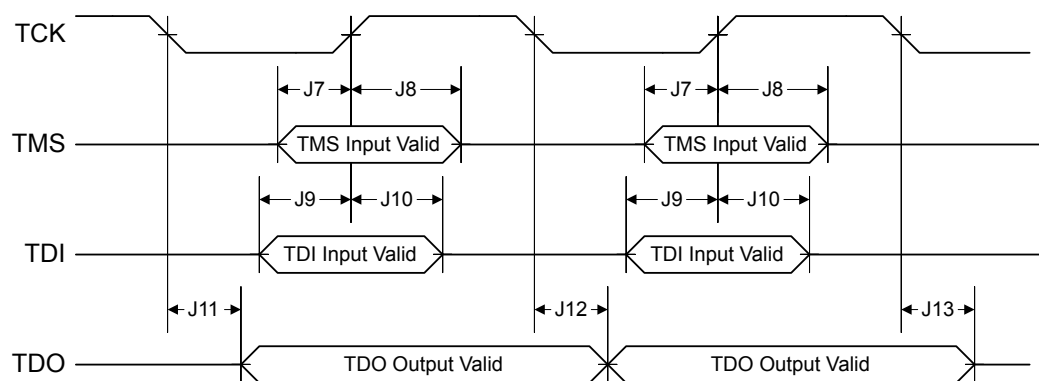 TCK
J7 J8 J7 J8
TMS TMS Input Valid TMS Input Valid
J9 J10 J9 J10
TDI TDI Input Valid TDI Input Valid
J11 J12 J13
TDO TDO Output Valid TDO Output Valid